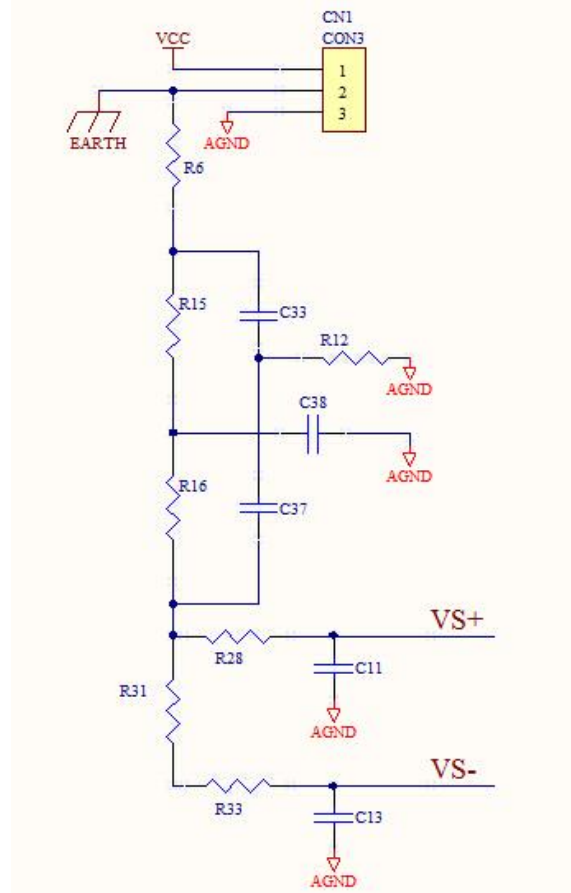 CN1
VCC
CON3
1
2
3
EARTH
AGND
R6
R15
C33
R12
AGND
C38
R16
AGND
C37
VS+
R28
C11
R31
AGND
VS-
R33
C13
AGND